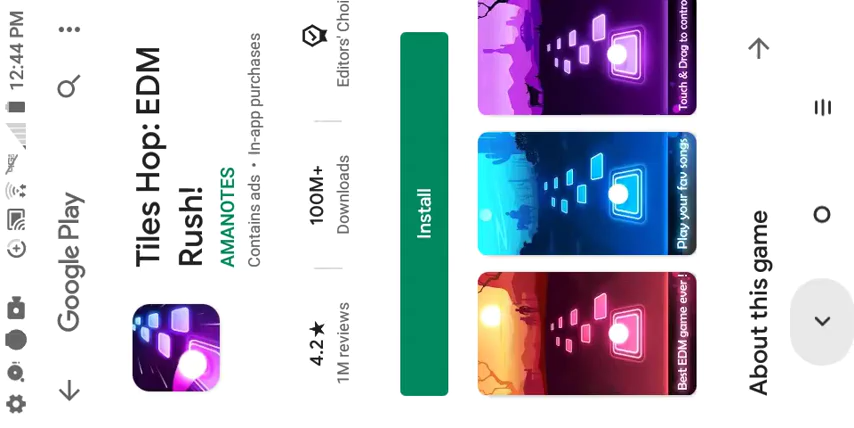 12:44 PM
Google Play
Tiles Hop: EDM
Rush!
AMANOTES
Contains ads • In-app purchases
4.2★
1M reviews
100M+
Downloads
Editors' Choi
Install
Best EDM game ever !
Play your fav songs
Touch & Drag to contro
About this game